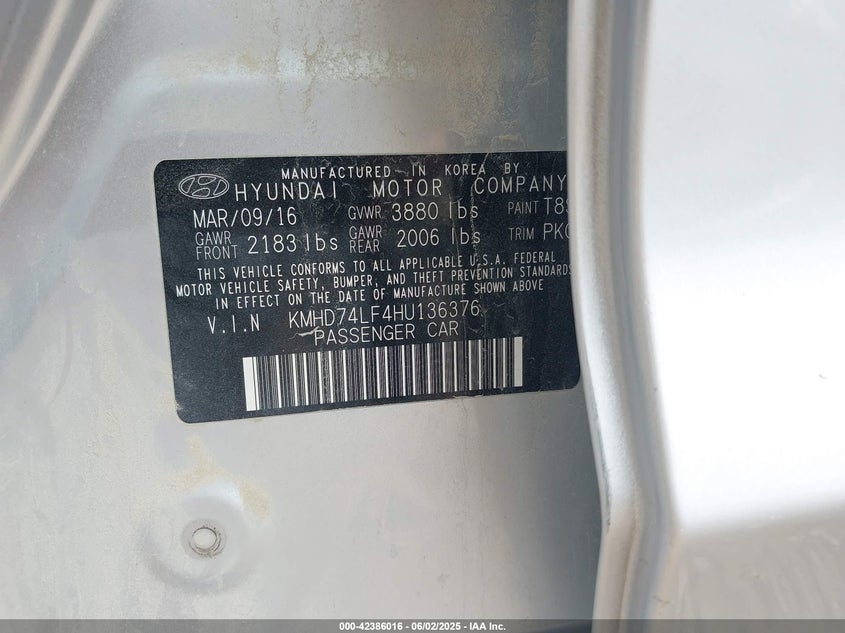 MANUFACTURED IN KOREA BY
HYUNDAI MOTOR COMPANY
MAR/09/16 GVWR 3880 lbs PAINT
GAWR FRONT 2183 lbs GAWR REAR 2006 lbs TRIM
THIS VEHICLE CONFORMS TO ALL APPLICABLE U.S.A. FEDERAL
MOTOR VEHICLE SAFETY, BUMPER, AND THEFT PREVENTION STANDARDS
IN EFFECT ON THE DATE OF MANUFACTURE SHOWN ABOVE
V.I.N KMHD74LF4HU136376
PASSENGER CAR
000-42386016 - 06/02/2025 - IAA Inc.